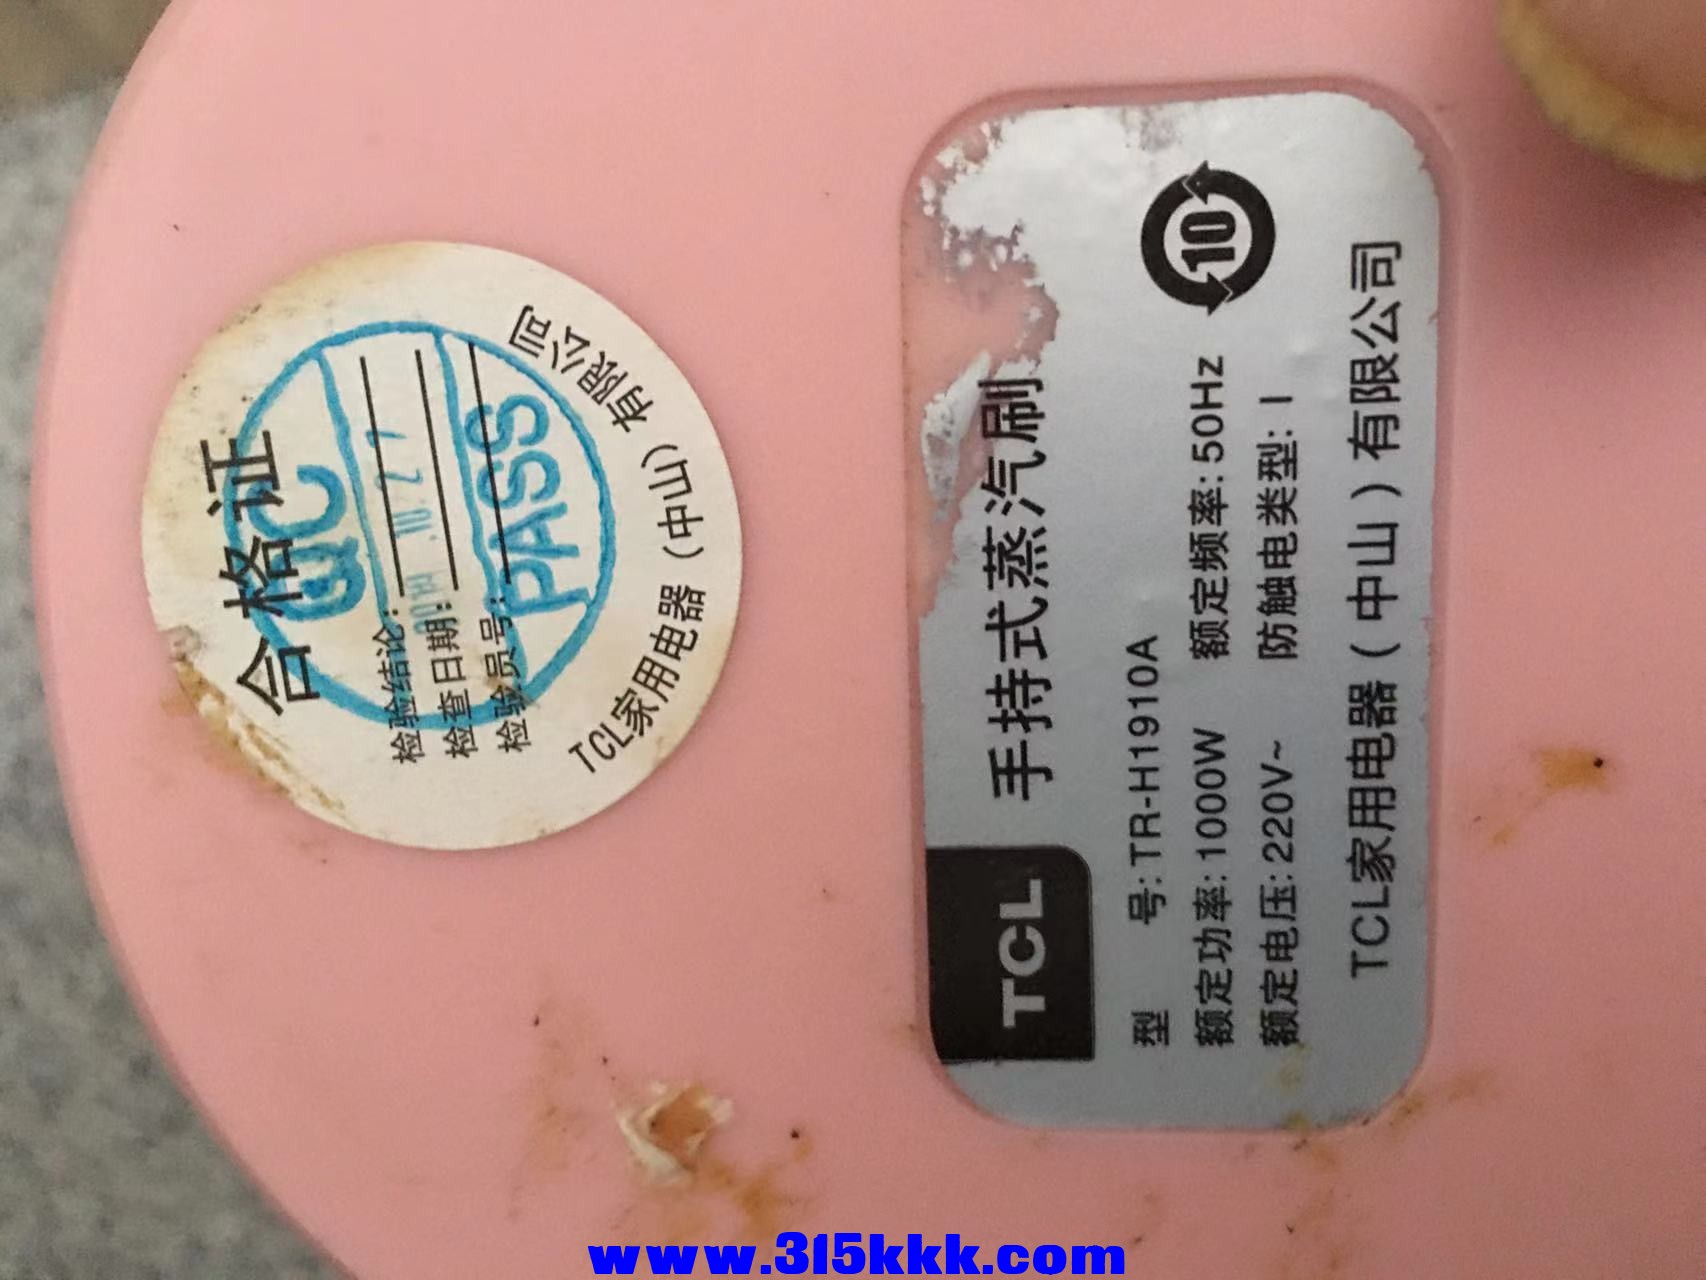 合格证
QC
检验结论:
检查日期:
检验员号:
PASS
TCL家用电器（中山）有限公司
TCL
手持式蒸汽刷
型 号:TR-H1910A
额定功率:1000W 额定频率:50Hz
额定电压:220V~ 防触电类型:I
10
TCL家用电器（中山）有限公司
www.315kkk.com